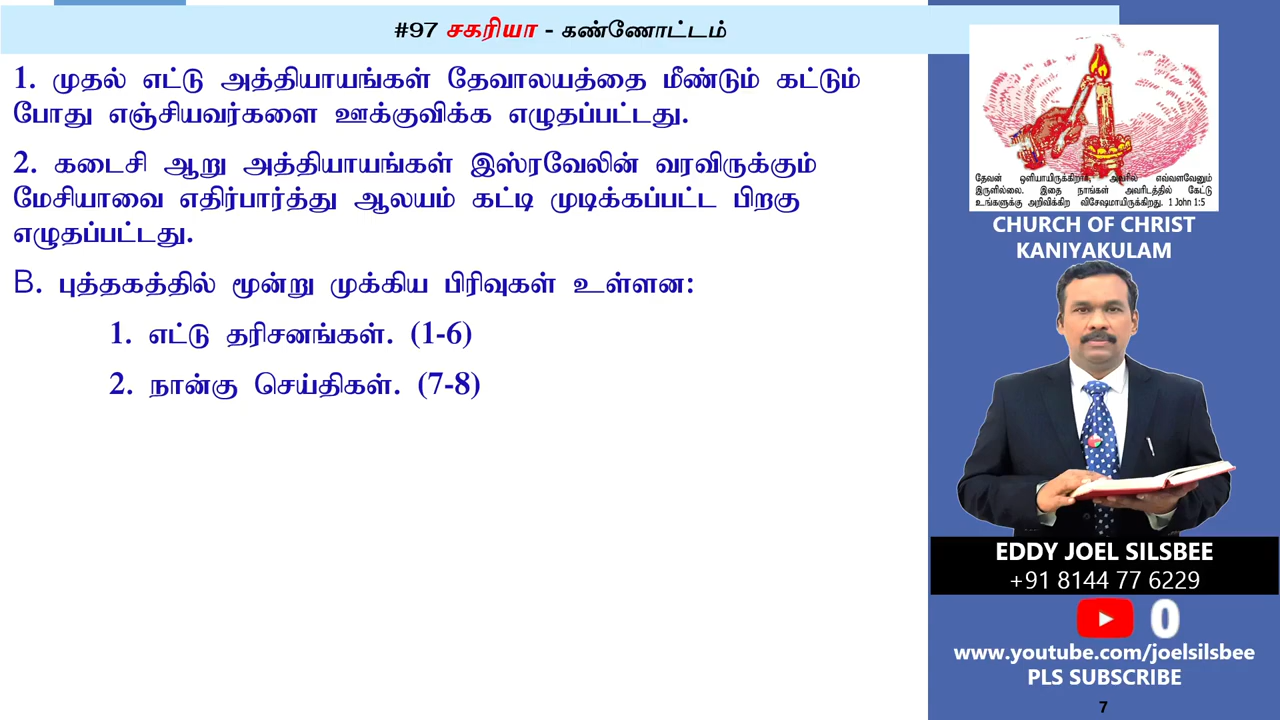 #97 சகரியா - கண்ணோட்டம்
1. முதல் எட்டு அத்தியாயங்கள் தேவாலயத்தை மீண்டும் கட்டும்
போது எஞ்சியவர்களை ஊக்குவிக்க எழுதப்பட்டது.
2. கடைசி ஆறு அத்தியாயங்கள் இஸ்ரவேலின் வரவிருக்கும்
மேசியாவை எதிர்பார்த்து ஆலயம் கட்டி முடிக்கப்பட்ட பிறகு
எழுதப்பட்டது.
B. புத்தகத்தில் மூன்று முக்கிய பிரிவுகள் உள்ளன:
1. எட்டு தரிசனங்கள். (1-6)
2. நான்கு செய்திகள். (7-8)
தேவன் ஒளியாயிருக்கிறார், அவரில் எவ்வளவேனும்
இருளில்லை. இதை நாங்கள் அவரிடத்தில் கேட்டு
உங்களுக்கு அறிவிக்கிற விசேஷமாயிருக்கிறது. 1 John 1:5
CHURCH OF CHRIST
KANIYAKULAM
EDDY JOEL SILSBEE
+91 8144 77 6229
www.youtube.com/joelsilsbee
PLS SUBSCRIBE
7